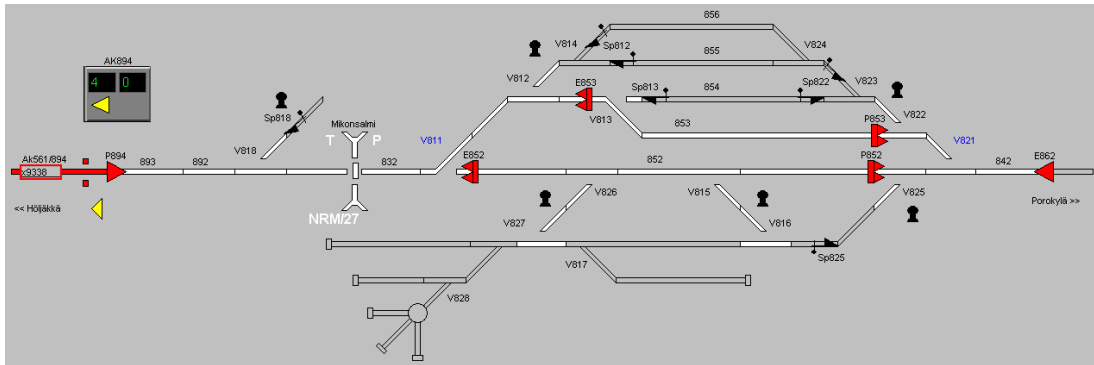 856
V814
Sp812
V824
AK894
855
4 0
V812
E853
Sp813
Sp822
V823
854
Sp818
Mikonsalmi
V813
P853
V822
T P
V811
853
V821
V818
Ak561/894
P894
893
892
832
E852
852
P852
842
E862
x9338
V826
V815
V825
<< Höljäkkä
NRM/27
Porokylä >>
V827
V816
V817
Sp825
V828